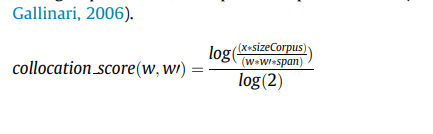 Gallinari, 2006).
collocation_score(w, w′) = log((x∗sizeCorpus)/(w∗w′∗span)) / log(2)